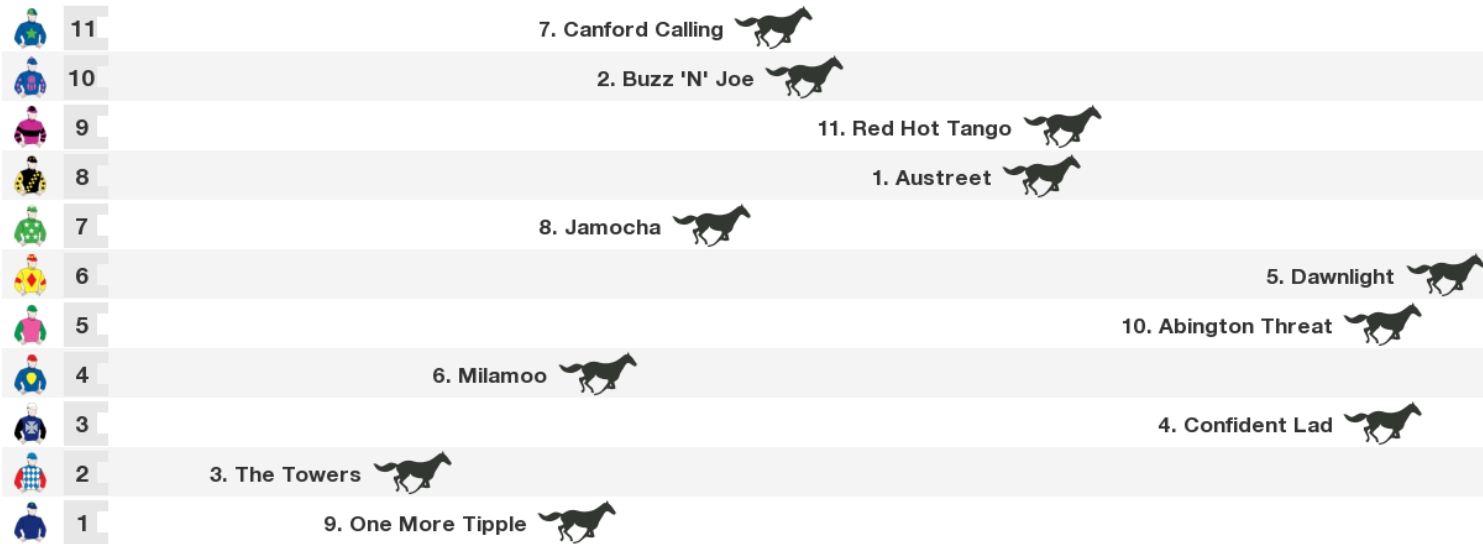 11 7. Canford Calling
10 2. Buzz 'N' Joe
9 11. Red Hot Tango
8 1. Austreet
7 8. Jamocha
6 5. Dawnlight
5 10. Abington Threat
4 6. Milamoo
3 4. Confident Lad
2 3. The Towers
1 9. One More Tipple